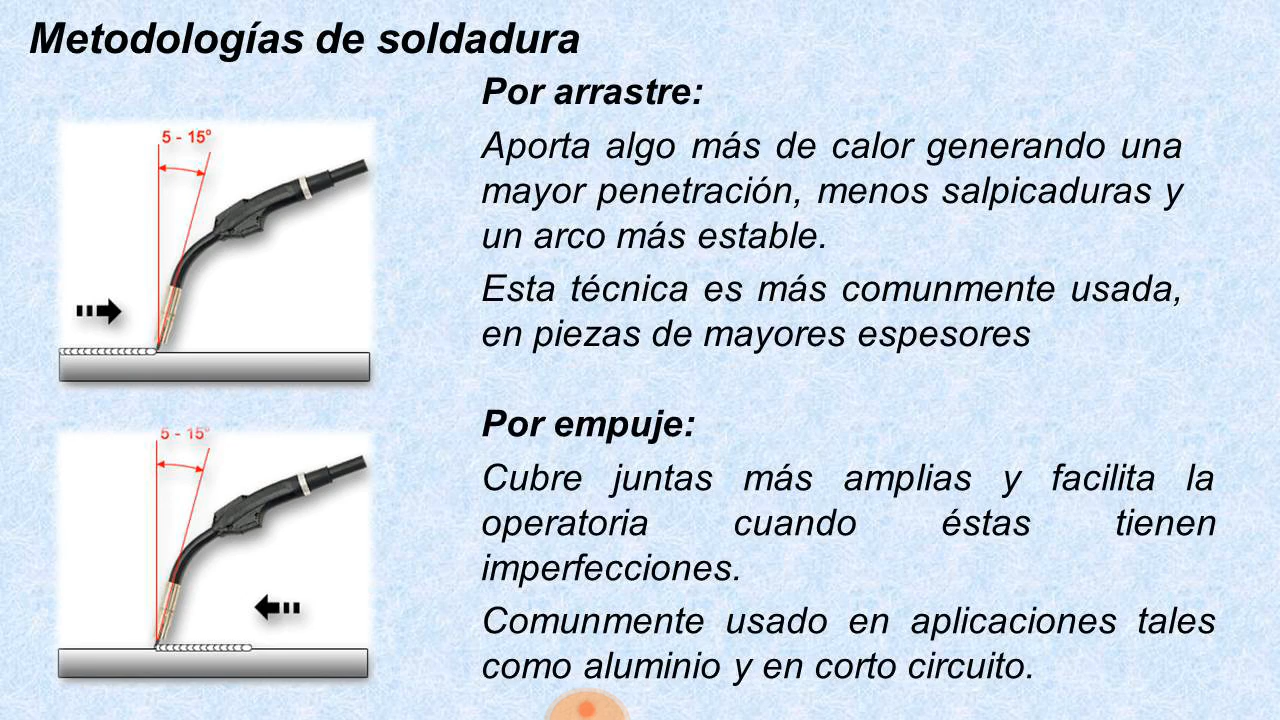 Metodologías de soldadura
Por arrastre:
5 - 15º
Aporta algo más de calor generando una
mayor penetración, menos salpicaduras y
un arco más estable.
Esta técnica es más comunmente usada,
en piezas de mayores espesores
Por empuje:
5 - 15º
Cubre juntas más amplias y facilita la
operatoria cuando éstas tienen
imperfecciones.
Comunmente usado en aplicaciones tales
como aluminio y en corto circuito.